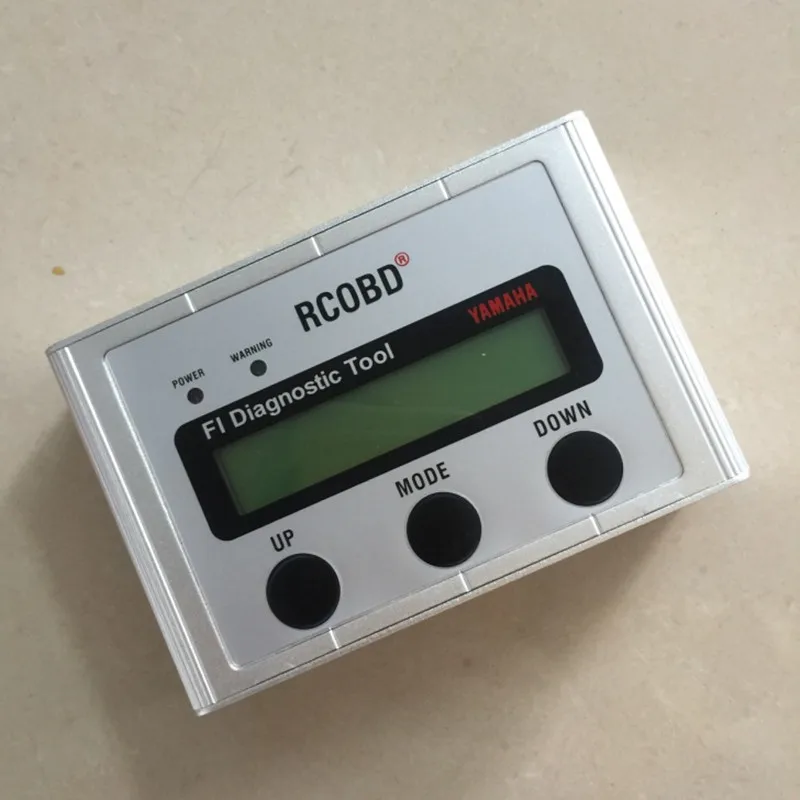 RCOBD®
POWER
WARNING
FI Diagnostic Tool
YAMAHA
UP
MODE
DOWN